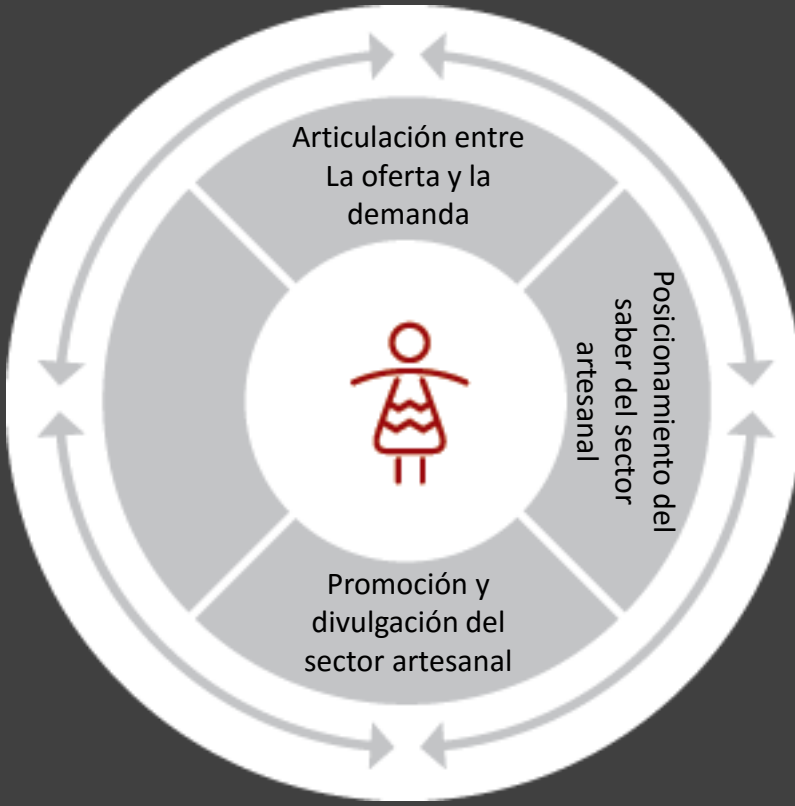 Articulación entre
La oferta y la
demanda
Posicionamiento del
saber del sector
artesanal
Promoción y
divulgación del
sector artesanal